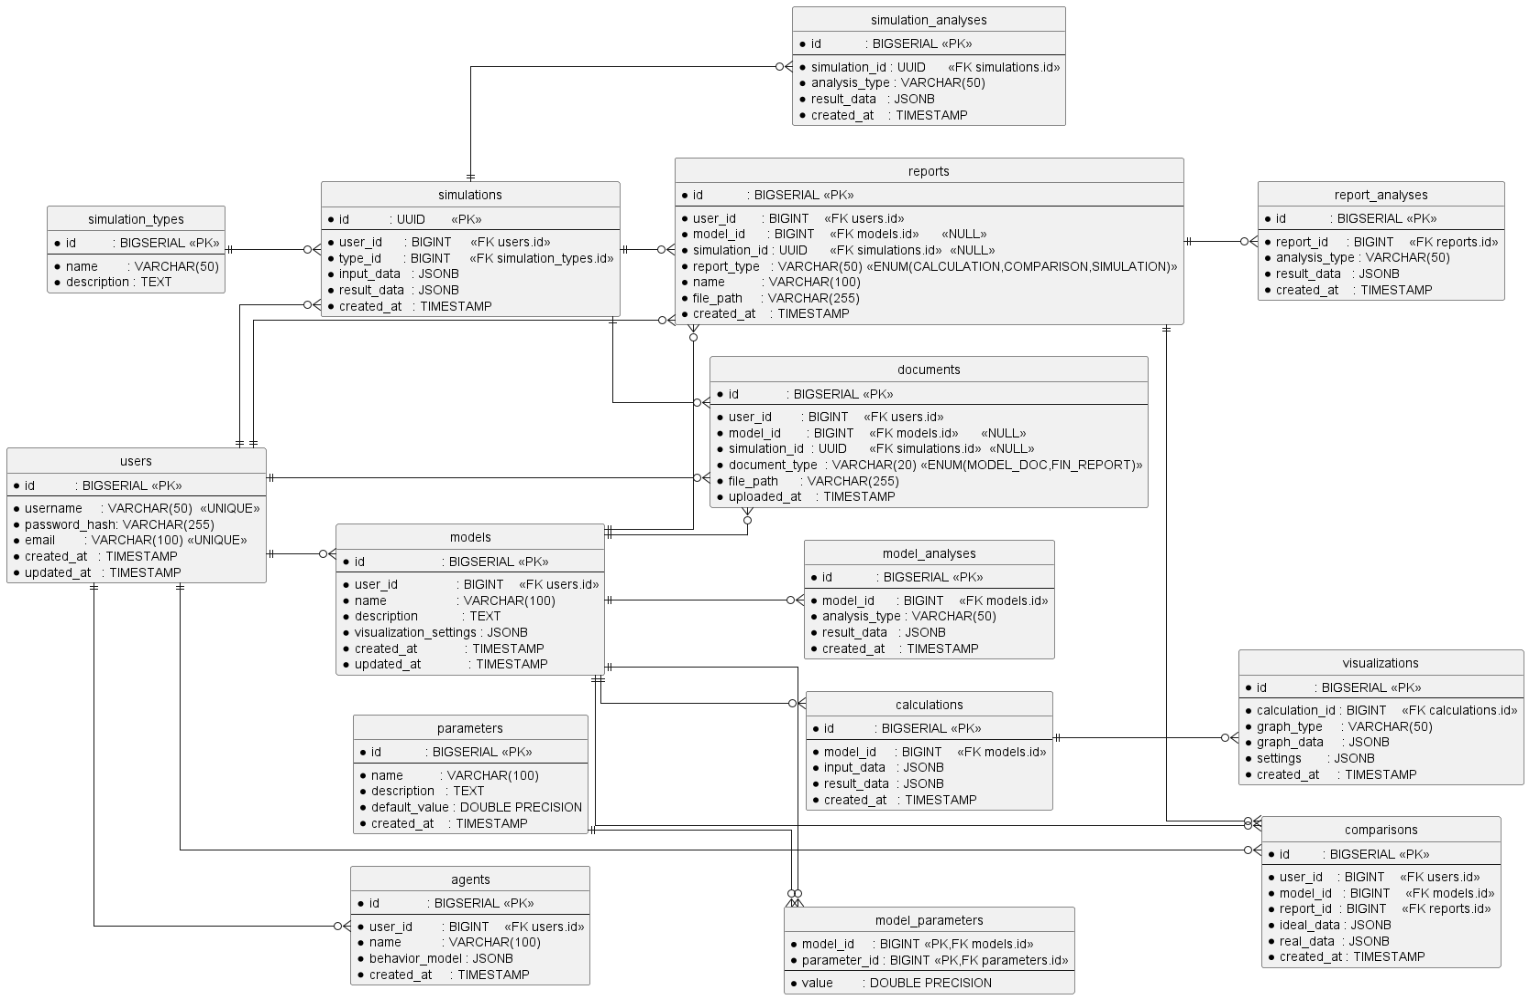 simulation_analyses
id : BIGSERIAL «PK»
simulation_id : UUID «FK simulations.id»
analysis_type : VARCHAR(50)
result_data : JSONB
created_at : TIMESTAMP
simulation_types
id : BIGSERIAL «PK»
name : VARCHAR(50)
description : TEXT
simulations
id : UUID «PK»
user_id : BIGINT «FK users.id»
type_id : BIGINT «FK simulation_types.id»
input_data : JSONB
result_data : JSONB
created_at : TIMESTAMP
reports
id : BIGSERIAL «PK»
user_id : BIGINT «FK users.id»
model_id : BIGINT «FK models.id» «NULL»
simulation_id : UUID «FK simulations.id» «NULL»
report_type : VARCHAR(50) «ENUM(CALCULATION,COMPARISON,SIMULATION)»
name : VARCHAR(100)
file_path : VARCHAR(255)
created_at : TIMESTAMP
report_analyses
id : BIGSERIAL «PK»
report_id : BIGINT «FK reports.id»
analysis_type : VARCHAR(50)
result_data : JSONB
created_at : TIMESTAMP
documents
id : BIGSERIAL «PK»
user_id : BIGINT «FK users.id»
model_id : BIGINT «FK models.id» «NULL»
simulation_id : UUID «FK simulations.id» «NULL»
document_type : VARCHAR(20) «ENUM(MODEL_DOC,FIN_REPORT)»
file_path : VARCHAR(255)
uploaded_at : TIMESTAMP
users
id : BIGSERIAL «PK»
username : VARCHAR(50) «UNIQUE»
password_hash: VARCHAR(255)
email : VARCHAR(100) «UNIQUE»
created_at : TIMESTAMP
updated_at : TIMESTAMP
models
id : BIGSERIAL «PK»
user_id : BIGINT «FK users.id»
name : VARCHAR(100)
description : TEXT
visualization_settings : JSONB
created_at : TIMESTAMP
updated_at : TIMESTAMP
model_analyses
id : BIGSERIAL «PK»
model_id : BIGINT «FK models.id»
analysis_type : VARCHAR(50)
result_data : JSONB
created_at : TIMESTAMP
visualizations
id : BIGSERIAL «PK»
calculation_id : BIGINT «FK calculations.id»
graph_type : VARCHAR(50)
graph_data : JSONB
settings : JSONB
created_at : TIMESTAMP
calculations
id : BIGSERIAL «PK»
model_id : BIGINT «FK models.id»
input_data : JSONB
result_data : JSONB
created_at : TIMESTAMP
parameters
id : BIGSERIAL «PK»
name : VARCHAR(100)
description : TEXT
default_value : DOUBLE PRECISION
created_at : TIMESTAMP
comparisons
id : BIGSERIAL «PK»
user_id : BIGINT «FK users.id»
model_id : BIGINT «FK models.id»
report_id : BIGINT «FK reports.id»
ideal_data : JSONB
real_data : JSONB
created_at : TIMESTAMP
agents
id : BIGSERIAL «PK»
user_id : BIGINT «FK users.id»
name : VARCHAR(100)
behavior_model : JSONB
created_at : TIMESTAMP
model_parameters
model_id : BIGINT «PK,FK models.id»
parameter_id : BIGINT «PK,FK parameters.id»
value : DOUBLE PRECISION